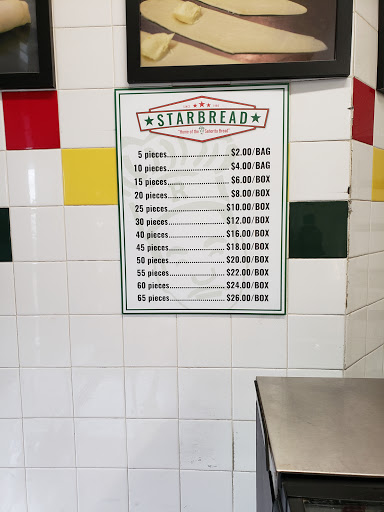 STARBREAD
"Home of the Señorita Bread"
5 pieces........................ $2.00/BAG
10 pieces........................ $4.00/BAG
15 pieces........................ $6.00/BOX
20 pieces........................ $8.00/BOX
25 pieces........................ $10.00/BOX
30 pieces........................ $12.00/BOX
40 pieces........................ $16.00/BOX
45 pieces........................ $18.00/BOX
50 pieces........................ $20.00/BOX
55 pieces........................ $22.00/BOX
60 pieces........................ $24.00/BOX
65 pieces........................ $26.00/BOX